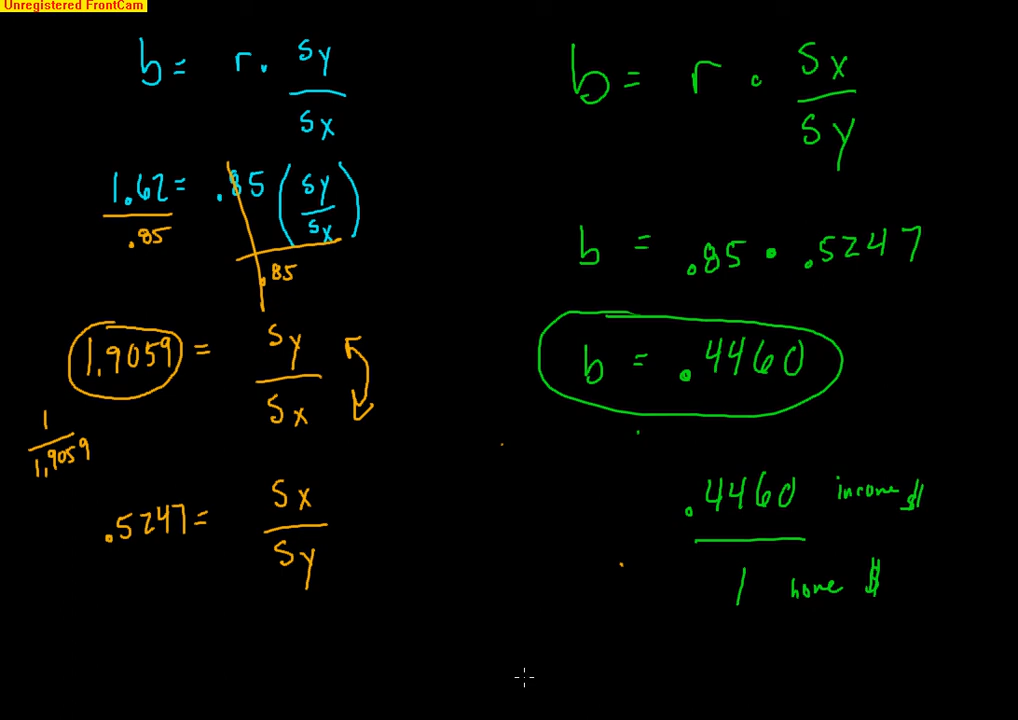 Unregistered FrontCam
b = r . sy
sx
1.62 = .85 ( sy
sx )
.85
.85
1.9059 = sy
sx
1
1.9059
.5247 = sx
sy
b = r • sx
sy
b = .85 • .5247
b = .4460
.4460 income $
1 home $